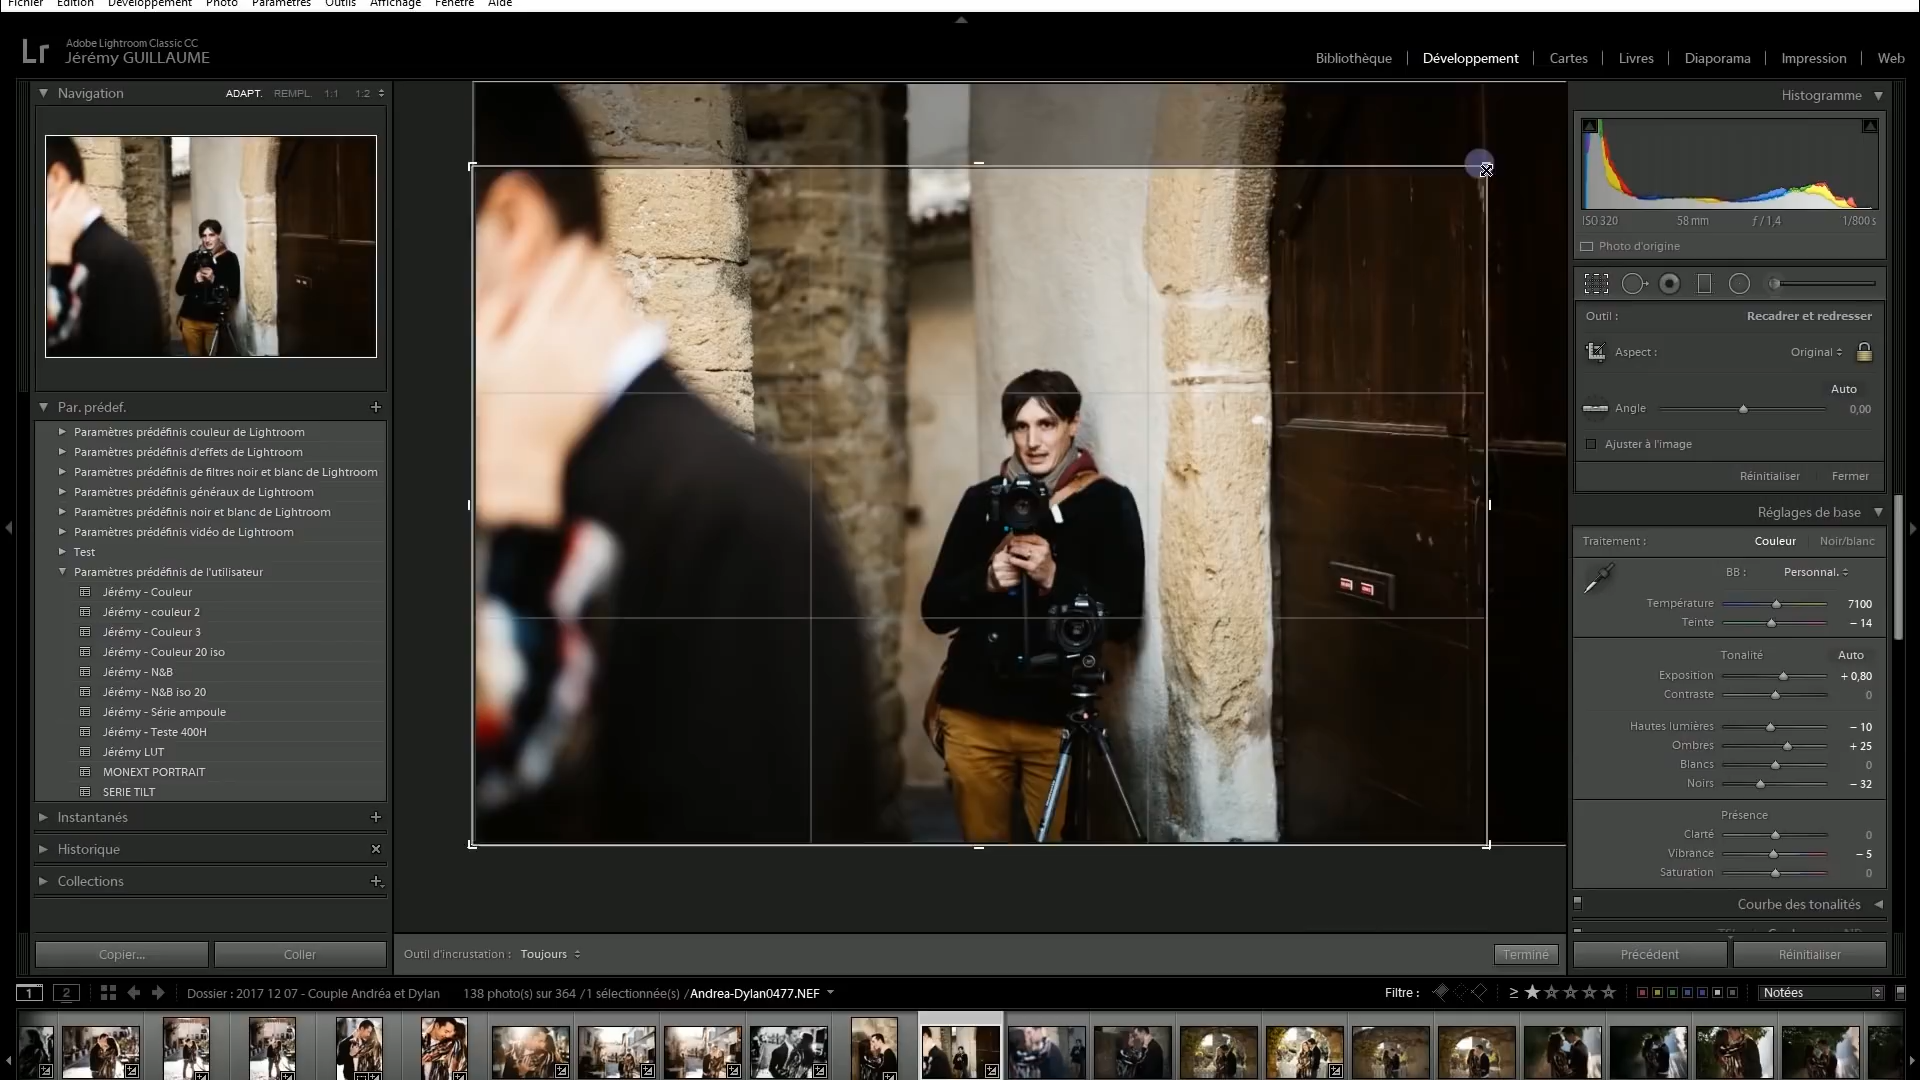 Fichier Edition Développement Photo Paramètres Outils Affichage Fenêtre Aide
Lr
Adobe Lightroom Classic CC
Jérémy GUILLAUME
Bibliothèque | Développement | Cartes | Livres | Diaporama | Impression | Web
Navigation ADAPT. REMPL. 1:1 1:2
Par. prédéf. +
Paramètres prédéfinis couleur de Lightroom
Paramètres prédéfinis d'effets de Lightroom
Paramètres prédéfinis de filtres noir et blanc de Lightroom
Paramètres prédéfinis généraux de Lightroom
Paramètres prédéfinis noir et blanc de Lightroom
Paramètres prédéfinis vidéo de Lightroom
Test
Paramètres prédéfinis de l'utilisateur
Jérémy - Couleur
Jérémy - couleur 2
Jérémy - Couleur 3
Jérémy - Couleur 20 iso
Jérémy - N&B
Jérémy - N&B iso 20
Jérémy - Série ampoule
Jérémy - Teste 400H
Jérémy LUT
MONEXT PORTRAIT
SERIE TILT
Instantanés +
Historique ×
Collections +
Copier... Coller
Outil d'incrustation : Toujours
Terminé
Histogramme
ISO 320 58 mm ƒ / 1,4 1/800 s
Photo d'origine
Outil : Recadrer et redresser
Aspect : Original
Auto
Angle 0,00
Ajuster à l'image
Réinitialiser Fermer
Réglages de base
Traitement : Couleur Noir/blanc
BB : Personnal.
Température 7100
Teinte – 14
Tonalité Auto
Exposition + 0,80
Contraste 0
Hautes lumières – 10
Ombres + 25
Blancs 0
Noirs – 32
Présence
Clarté 0
Vibrance – 5
Saturation 0
Courbe des tonalités
Précédent Réinitialiser
1 2 Dossier : 2017 12 07 - Couple Andréa et Dylan 138 photo(s) sur 364 / 1 sélectionnée(s) / Andrea-Dylan0477.NEF Filtre : ≥ Notées